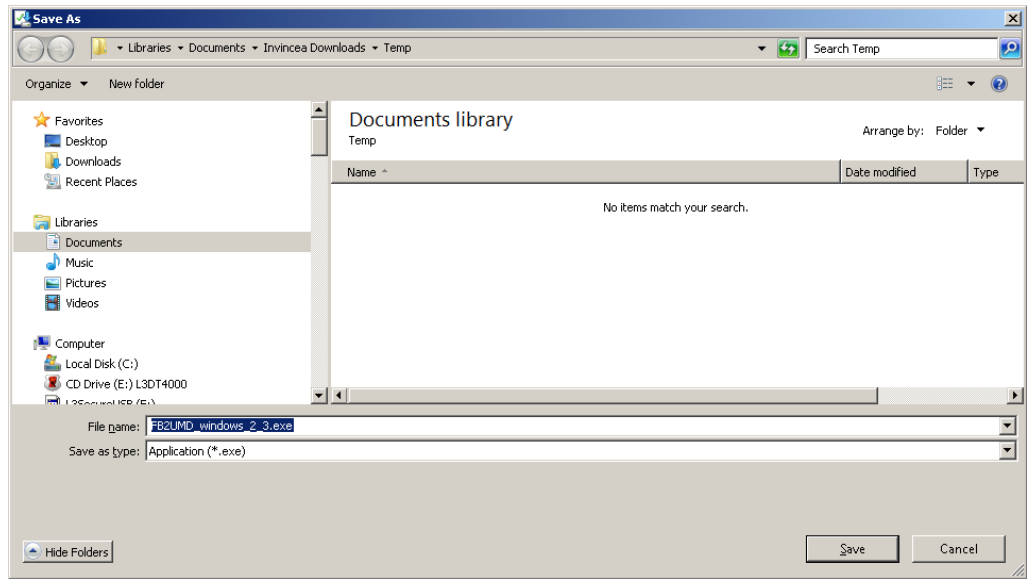 Save As
Libraries Documents Invincea Downloads Temp
Search Temp
Organize New folder
Favorites
Desktop
Downloads
Recent Places
Libraries
Documents
Music
Pictures
Videos
Computer
Local Disk (C:)
CD Drive (E:) L3DT4000
Documents library
Temp
Arrange by: Folder
Name Date modified Type
No items match your search.
File name: FB2UMD_windows_2_3.exe
Save as type: Application (*.exe)
Hide Folders
Save Cancel